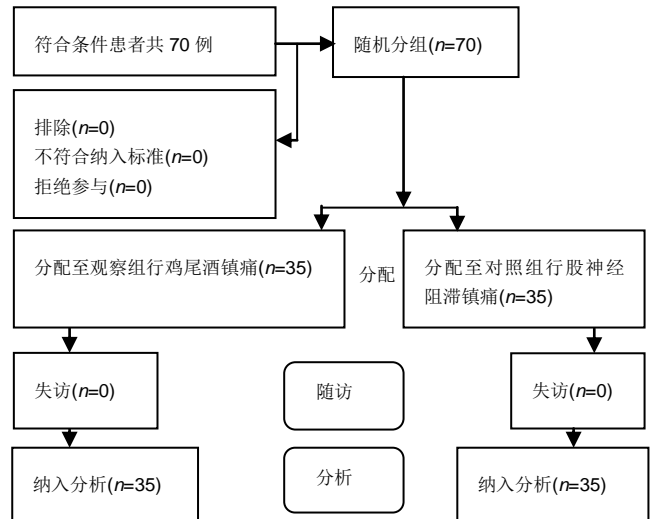 符合条件患者共 70 例
随机分组(n=70)
排除(n=0)
不符合纳入标准(n=0)
拒绝参与(n=0)
分配至观察组行鸡尾酒镇痛(n=35)
分配
分配至对照组行股神经
阻滞镇痛(n=35)
失访(n=0)
随访
失访(n=0)
纳入分析(n=35)
分析
纳入分析(n=35)